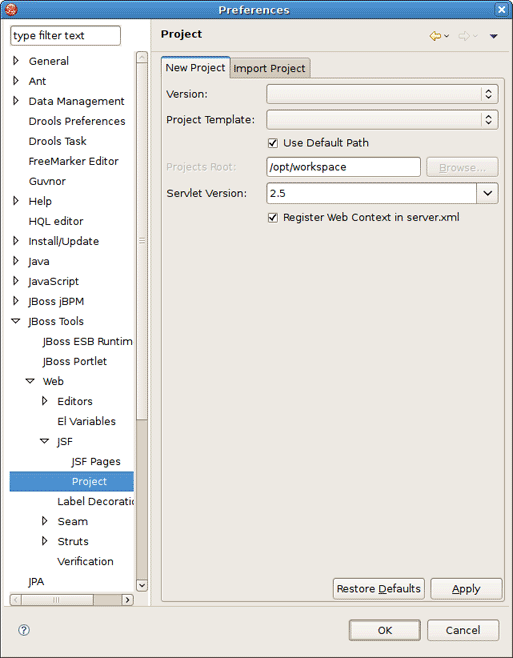 Preferences
type filter text
General
Ant
Data Management
Drools Preferences
Drools Task
FreeMarker Editor
Guvnor
Help
HQL editor
Install/Update
Java
JavaScript
JBoss jBPM
JBoss Tools
JBoss ESB Runtim
JBoss Portlet
Web
Editors
El Variables
JSF
JSF Pages
Project
Label Decoratio
Seam
Struts
Verification
JPA
Project
New Project Import Project
Version:
Project Template:
Use Default Path
Projects Root: /opt/workspace Browse...
Servlet Version: 2.5
Register Web Context in server.xml
Restore Defaults Apply
? OK Cancel